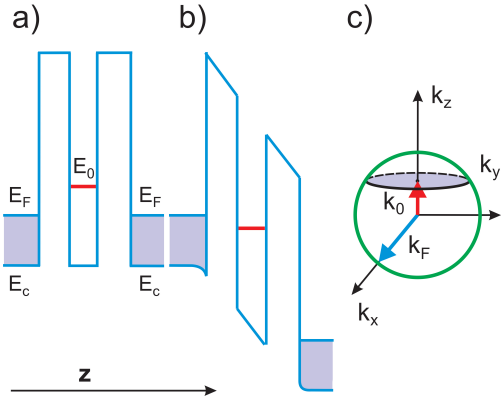 a) b) c)
k_z
E_0
k_y
E_F E_F
k_0
k_F
E_c E_c
k_x
z